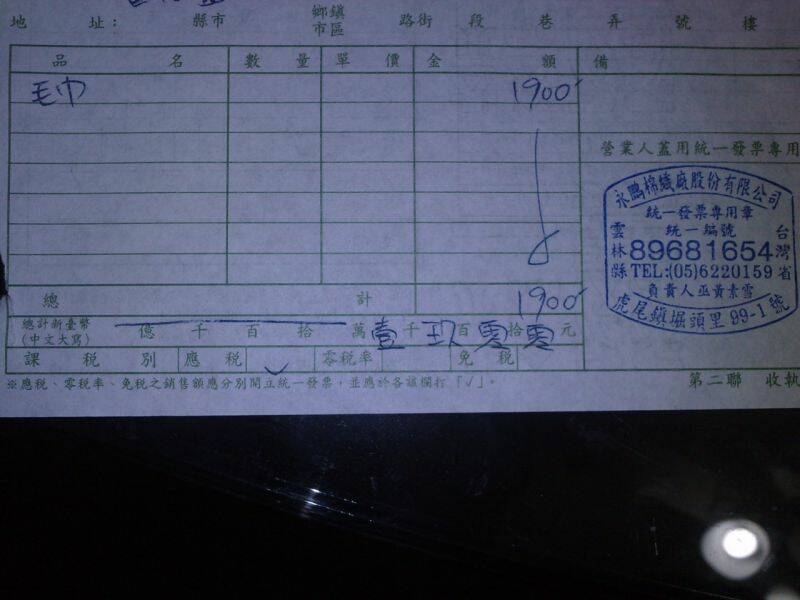 地 址: 縣市 鄉鎮市區 路街 段 巷 弄 號 樓
品 名 數 量 單 價 金 額 備
毛巾 1900
營業人蓋用統一發票專用
永鵬棉織廠股份有限公司
統一發票專用章
統一編號
雲林縣 89681654 台灣省
TEL:(05)6220159
負責人巫黃素雪
虎尾鎮堀頭里99-1號
總 計 1900
總計新臺幣
(中文大寫) 億 千 百 拾 萬 壹 千 玖 百 零 拾 零 元
課 稅 別 應 稅 ✓ 零稅率 免 稅
※應稅、零稅率、免稅之銷售額應分別開立統一發票,並應於各該欄打「✓」。
第二聯 收執